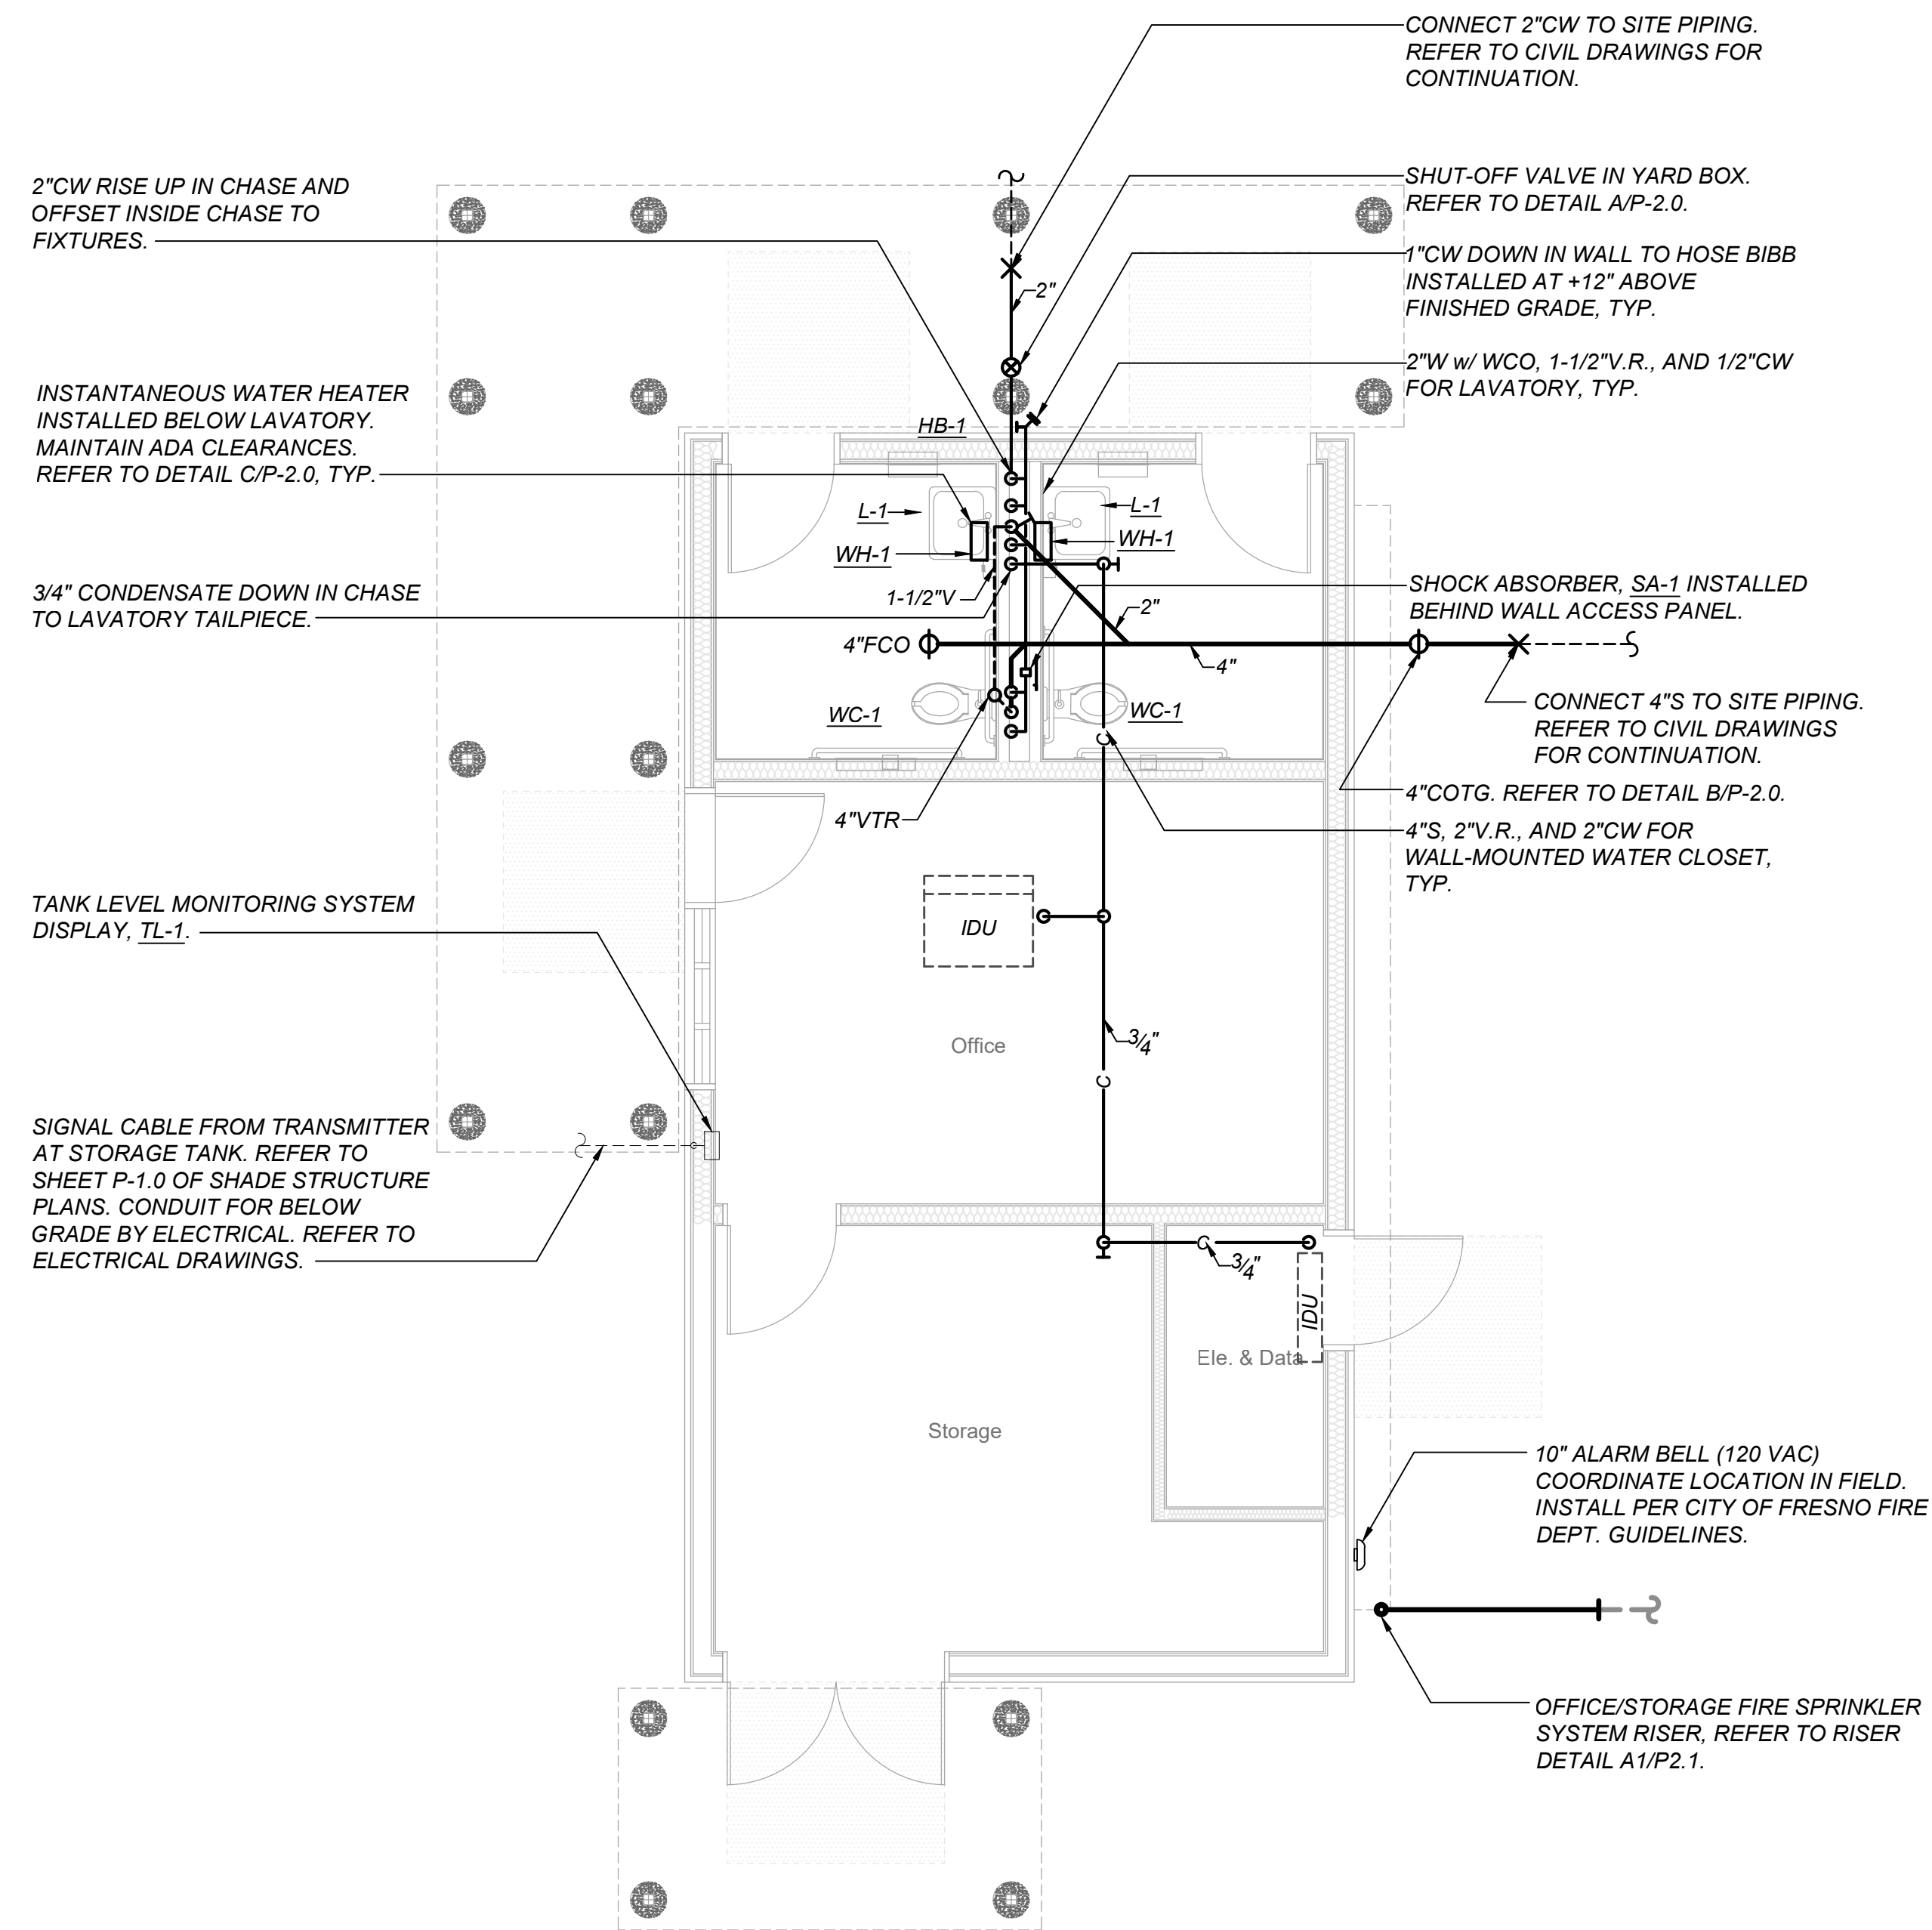 CONNECT 2"CW TO SITE PIPING.
REFER TO CIVIL DRAWINGS FOR
CONTINUATION.
2"CW RISE UP IN CHASE AND
OFFSET INSIDE CHASE TO
FIXTURES.
SHUT-OFF VALVE IN YARD BOX.
REFER TO DETAIL A/P-2.0.
1"CW DOWN IN WALL TO HOSE BIBB
INSTALLED AT +12" ABOVE
FINISHED GRADE, TYP.
2"
2"W w/ WCO, 1-1/2"V.R., AND 1/2"CW
FOR LAVATORY, TYP.
INSTANTANEOUS WATER HEATER
INSTALLED BELOW LAVATORY.
MAINTAIN ADA CLEARANCES.
REFER TO DETAIL C/P-2.0, TYP.
HB-1
L-1
L-1
WH-1
WH-1
3/4" CONDENSATE DOWN IN CHASE
TO LAVATORY TAILPIECE.
1-1/2"V
2"
SHOCK ABSORBER, SA-1 INSTALLED
BEHIND WALL ACCESS PANEL.
4"FCO
4"
WC-1
WC-1
CONNECT 4"S TO SITE PIPING.
REFER TO CIVIL DRAWINGS
FOR CONTINUATION.
C
4"COTG. REFER TO DETAIL B/P-2.0.
4"VTR
4"S, 2"V.R., AND 2"CW FOR
WALL-MOUNTED WATER CLOSET,
TYP.
TANK LEVEL MONITORING SYSTEM
DISPLAY, TL-1.
IDU
3/4"
Office
C
SIGNAL CABLE FROM TRANSMITTER
AT STORAGE TANK. REFER TO
SHEET P-1.0 OF SHADE STRUCTURE
PLANS. CONDUIT FOR BELOW
GRADE BY ELECTRICAL. REFER TO
ELECTRICAL DRAWINGS.
C
3/4"
IDU
Ele. & Data
Storage
10" ALARM BELL (120 VAC)
COORDINATE LOCATION IN FIELD.
INSTALL PER CITY OF FRESNO FIRE
DEPT. GUIDELINES.
OFFICE/STORAGE FIRE SPRINKLER
SYSTEM RISER, REFER TO RISER
DETAIL A1/P2.1.